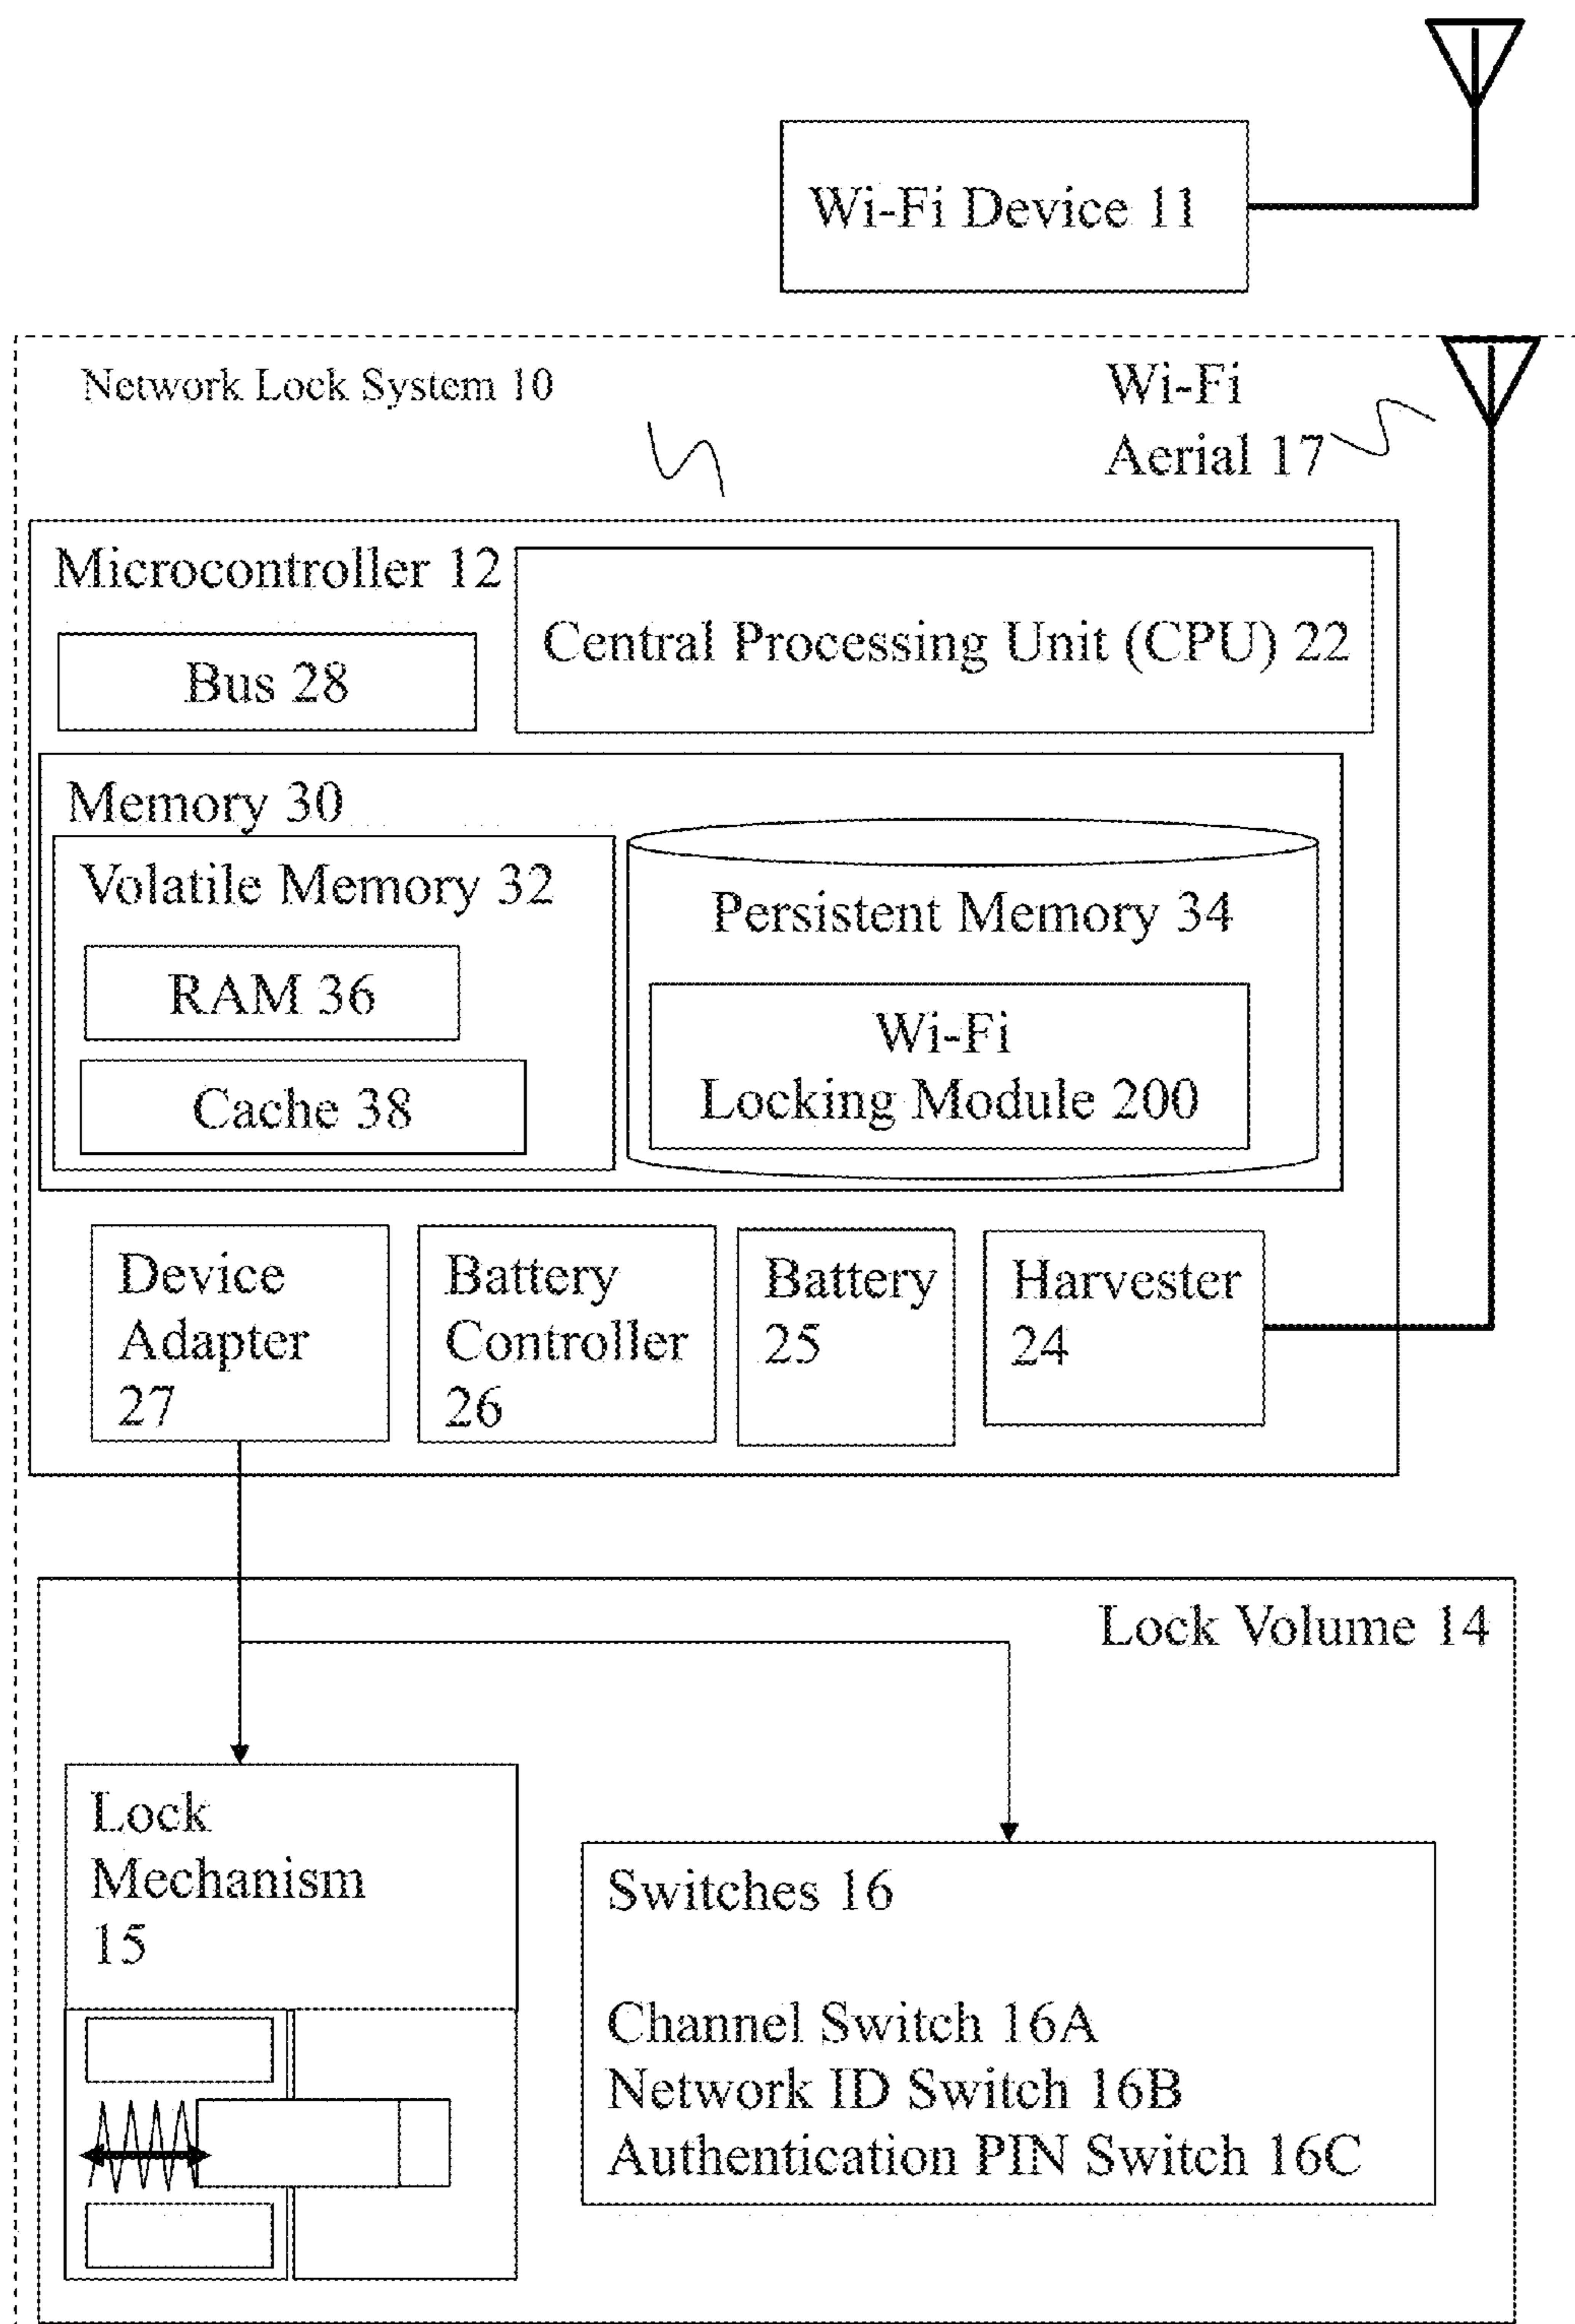 Wi-Fi Device 11
Network Lock System 10
Wi-Fi
Aerial 17
Microcontroller 12
Central Processing Unit (CPU) 22
Bus 28
Memory 30
Volatile Memory 32
Persistent Memory 34
RAM 36
Wi-Fi
Locking Module 200
Cache 38
Device
Adapter
27
Battery
Controller
26
Battery
25
Harvester
24
Lock Volume 14
Lock
Mechanism
15
Switches 16
Channel Switch 16A
Network ID Switch 16B
Authentication PIN Switch 16C